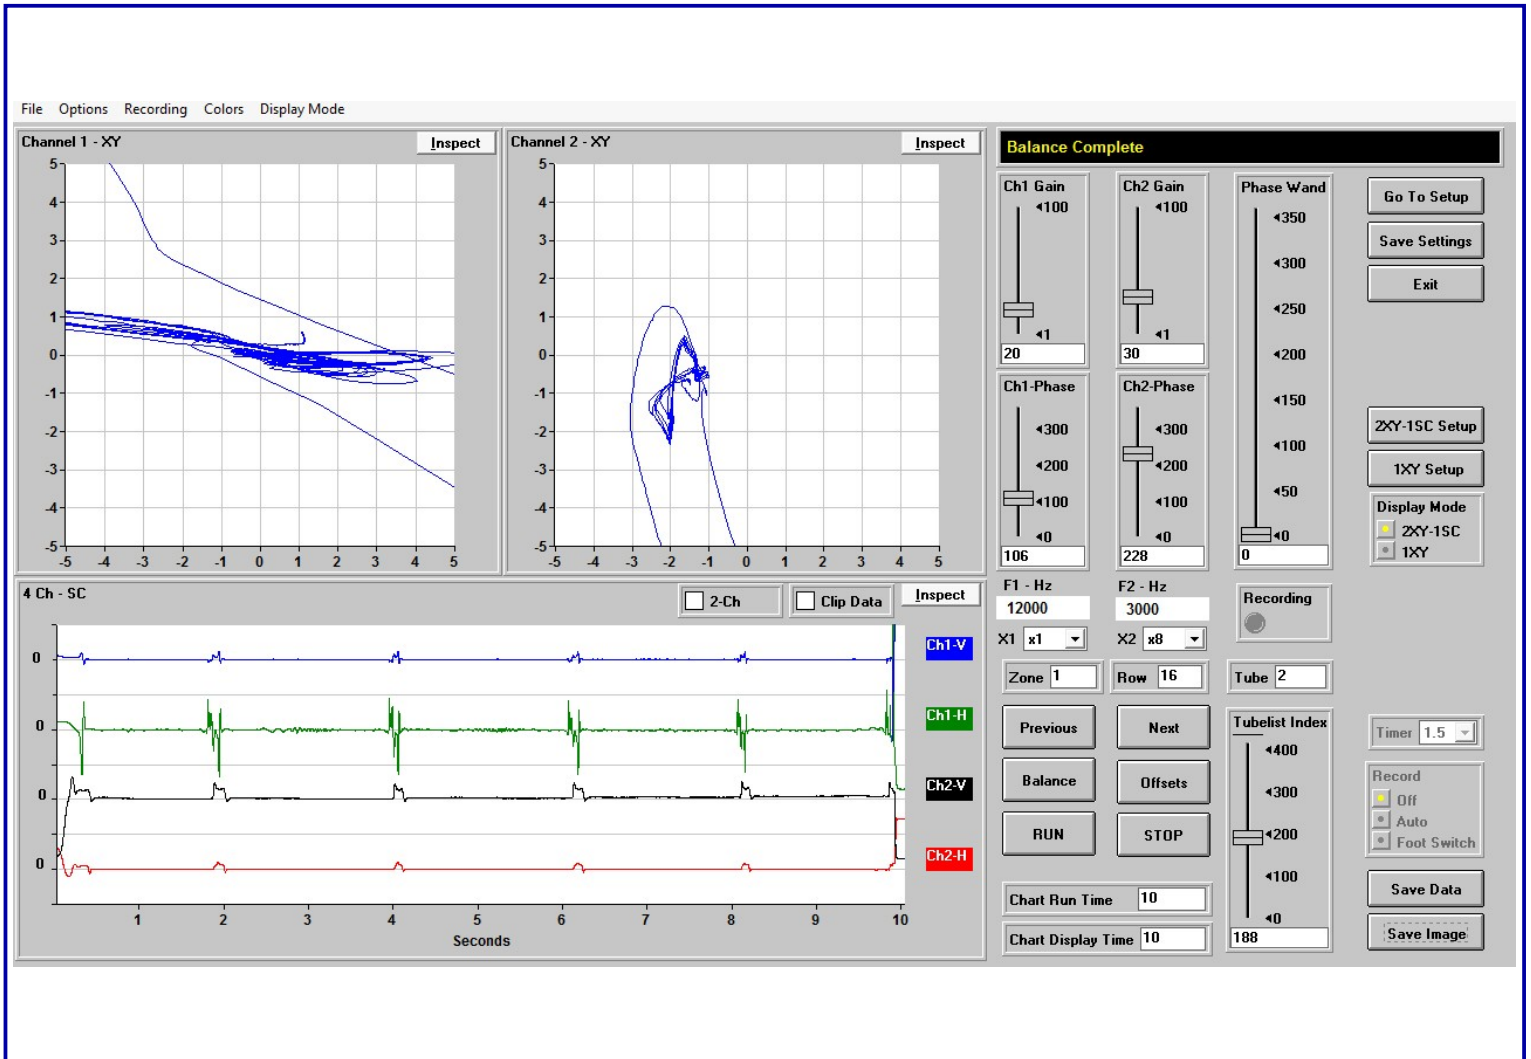 File Options Recording Colors Display Mode
Channel 1 - XY
Inspect
5
4
3
2
1
0
-1
-2
-3
-4
-5
-5 -4 -3 -2 -1 0 1 2 3 4 5
Channel 2 - XY
Inspect
5
4
3
2
1
0
-1
-2
-3
-4
-5
-5 -4 -3 -2 -1 0 1 2 3 4 5
4 Ch - SC
2-Ch
Clip Data
Inspect
0
0
0
0
Ch1-V
Ch1-H
Ch2-V
Ch2-H
1 2 3 4 5 6 7 8 9 10
Seconds
Balance Complete
Ch1 Gain
100
1
20
Ch2 Gain
100
1
30
Phase Wand
350
300
250
200
150
100
50
0
0
Ch1-Phase
300
200
100
0
106
Ch2-Phase
300
200
100
0
228
Go To Setup
Save Settings
Exit
2XY-1SC Setup
1XY Setup
Display Mode
2XY-1SC
1XY
F1 - Hz
12000
F2 - Hz
3000
Recording
X1 x1
X2 x8
Zone 1
Row 16
Tube 2
Previous
Next
Balance
Offsets
RUN
STOP
Tubelist Index
400
300
200
100
0
188
Timer 1.5
Record
Off
Auto
Foot Switch
Chart Run Time 10
Chart Display Time 10
Save Data
Save Image